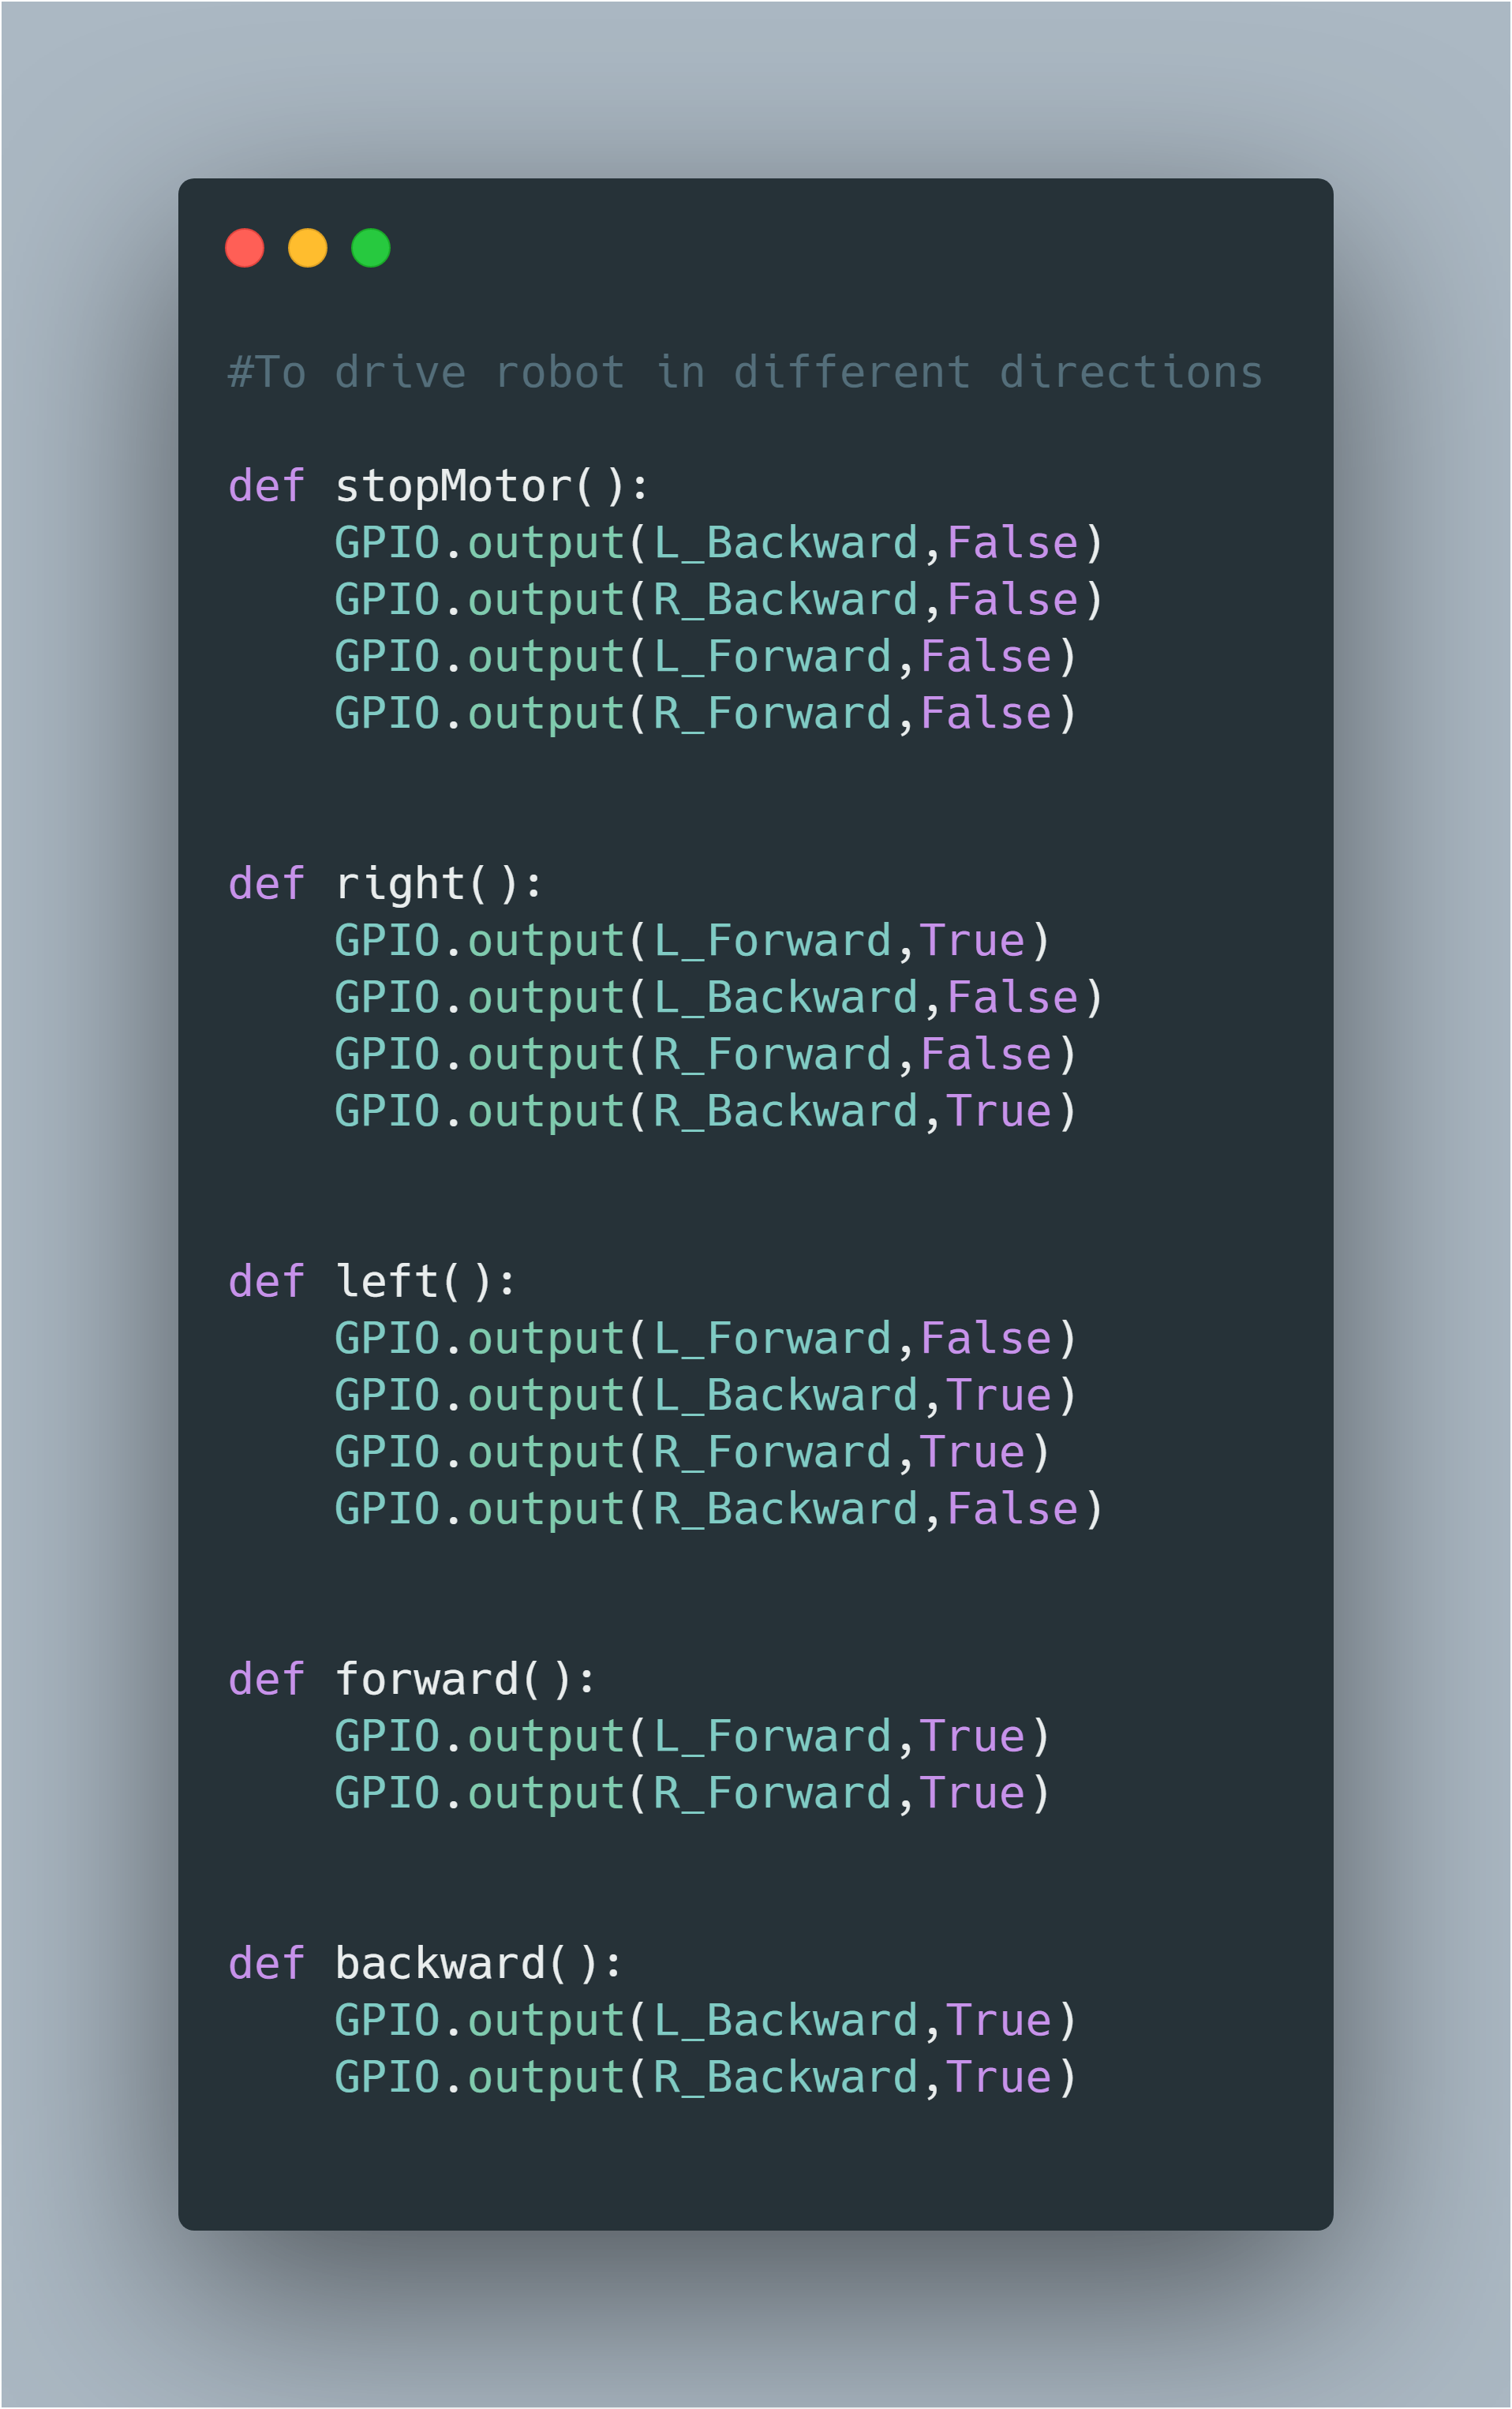 #To drive robot in different directions
def stopMotor():
    GPIO.output(L_Backward,False)
    GPIO.output(R_Backward,False)
    GPIO.output(L_Forward,False)
    GPIO.output(R_Forward,False)
def right():
    GPIO.output(L_Forward,True)
    GPIO.output(L_Backward,False)
    GPIO.output(R_Forward,False)
    GPIO.output(R_Backward,True)
def left():
    GPIO.output(L_Forward,False)
    GPIO.output(L_Backward,True)
    GPIO.output(R_Forward,True)
    GPIO.output(R_Backward,False)
def forward():
    GPIO.output(L_Forward,True)
    GPIO.output(R_Forward,True)
def backward():
    GPIO.output(L_Backward,True)
    GPIO.output(R_Backward,True)